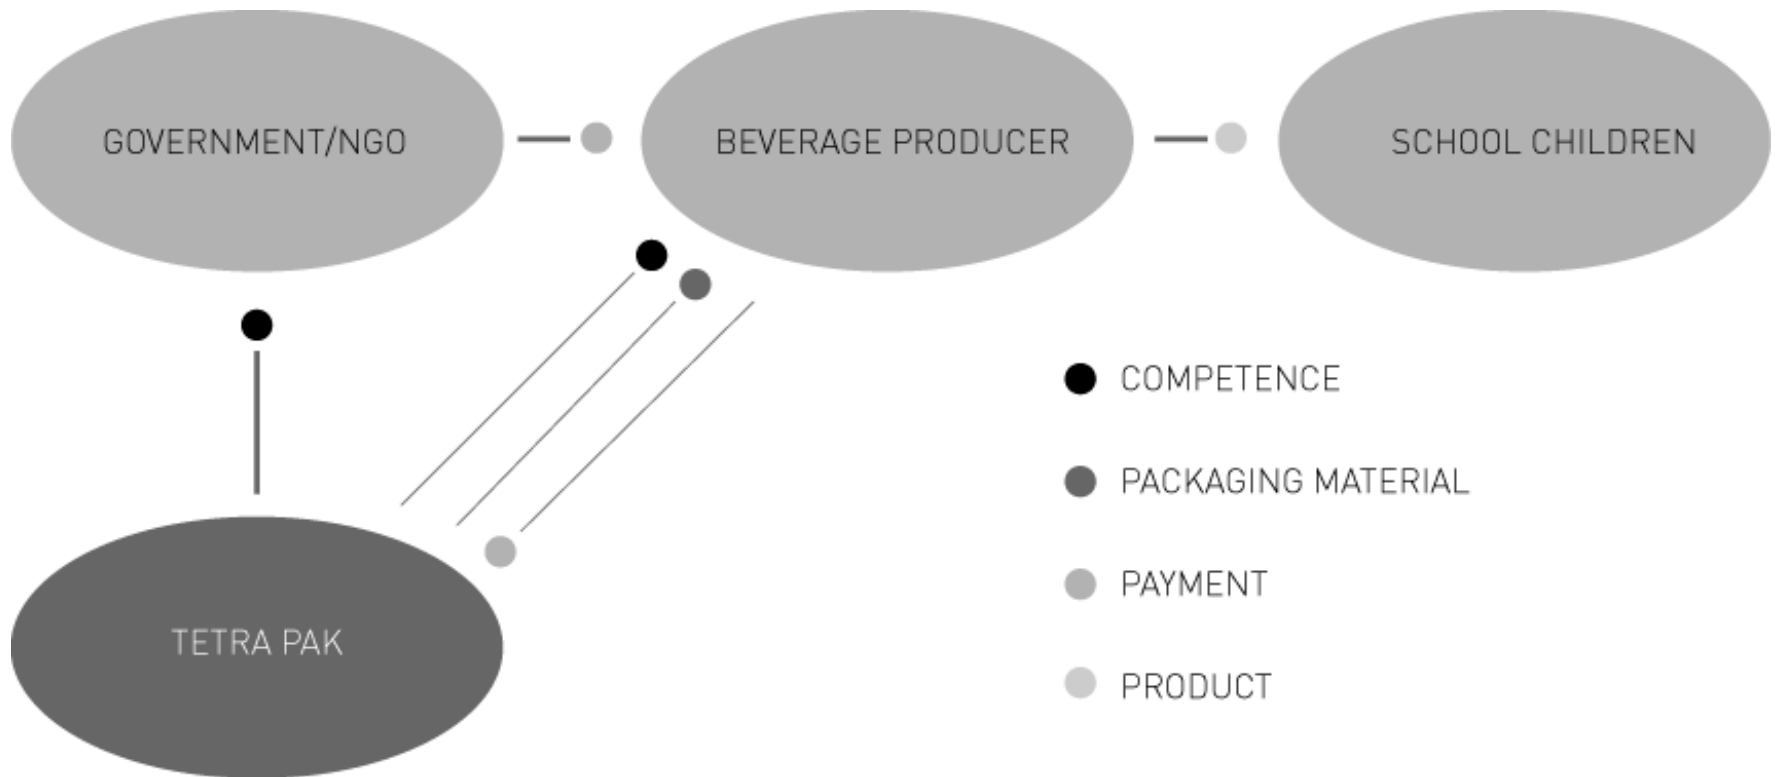 GOVERNMENT/NGO
BEVERAGE PRODUCER
SCHOOL CHILDREN
COMPETENCE
PACKAGING MATERIAL
PAYMENT
TETRA PAK
PRODUCT